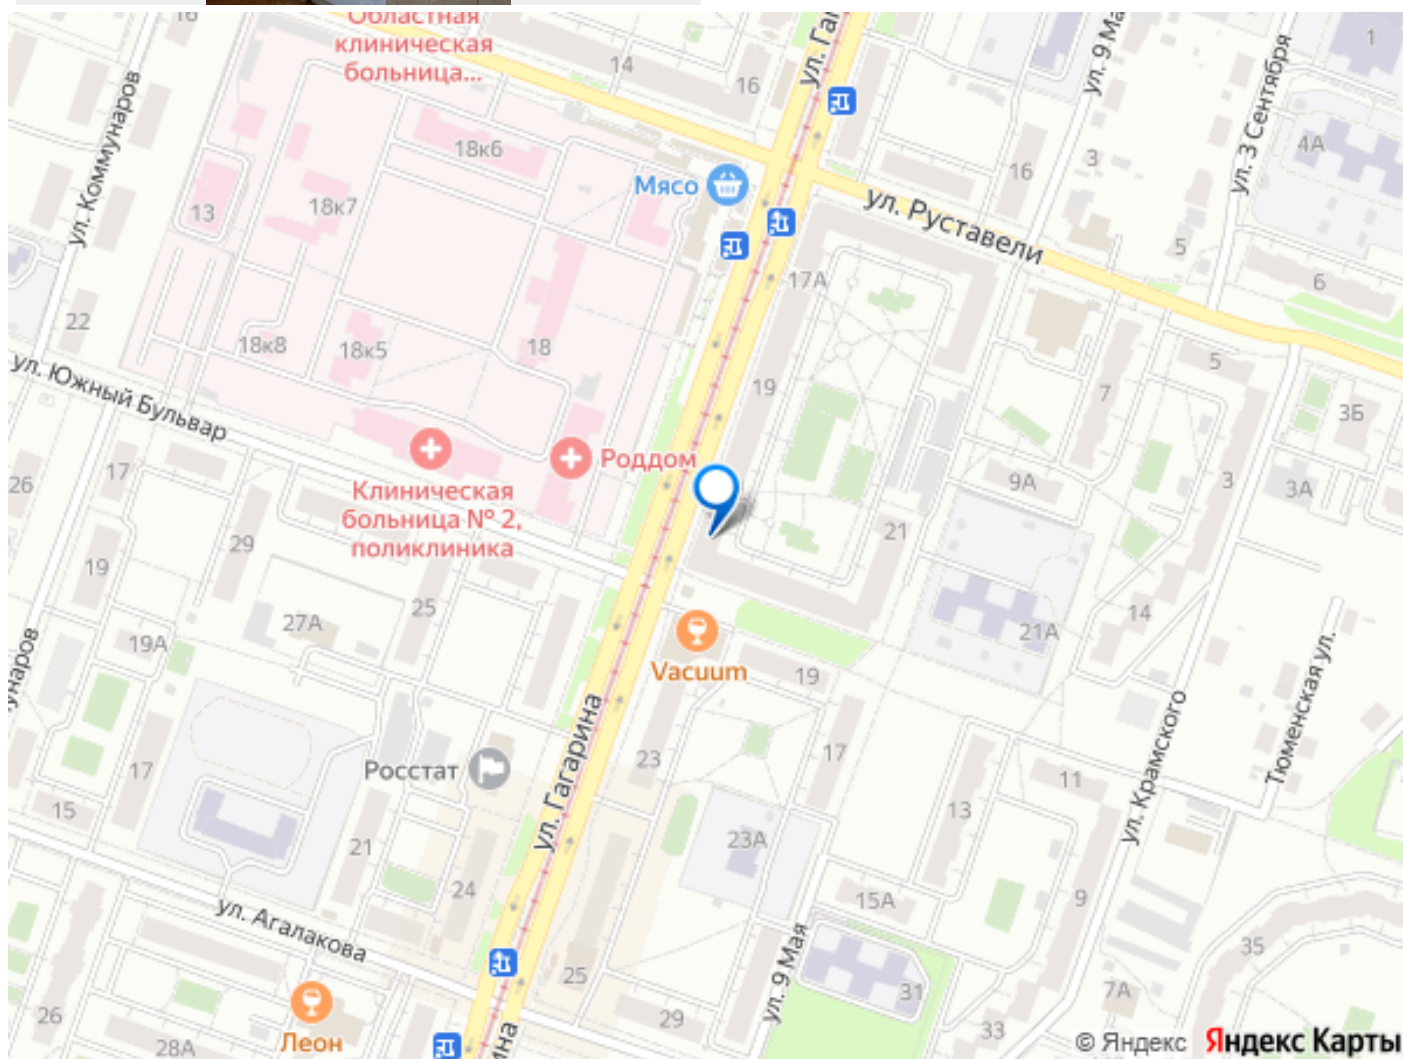 16
Областная
клиническая
больница...
14
16
ул. Га
ул. 9 Ма
1
ул. Коммунаров
18к6
Мясо
16
3
ул. 3 Сентября
4А
13
18к7
ул. Руставели
5
6
17А
22
18к8
18к5
18
5
ул. Южный Бульвар
19
7
3Б
26
17
Клиническая
больница № 2,
поликлиника
Роддом
9А
3
3А
29
21
19
25
27А
14
21А
19А
Vacuum
19
Тюменская ул.
унаров
ул. Гагарина
23
17
ул. Крамского
Росстат
17
11
15
13
21
23А
24
15А
9
ул. Агалакова
35
ул. 9 Мая
25
31
7А
26
29
33
28А
Леон
ина
© Яндекс Яндекс Карты